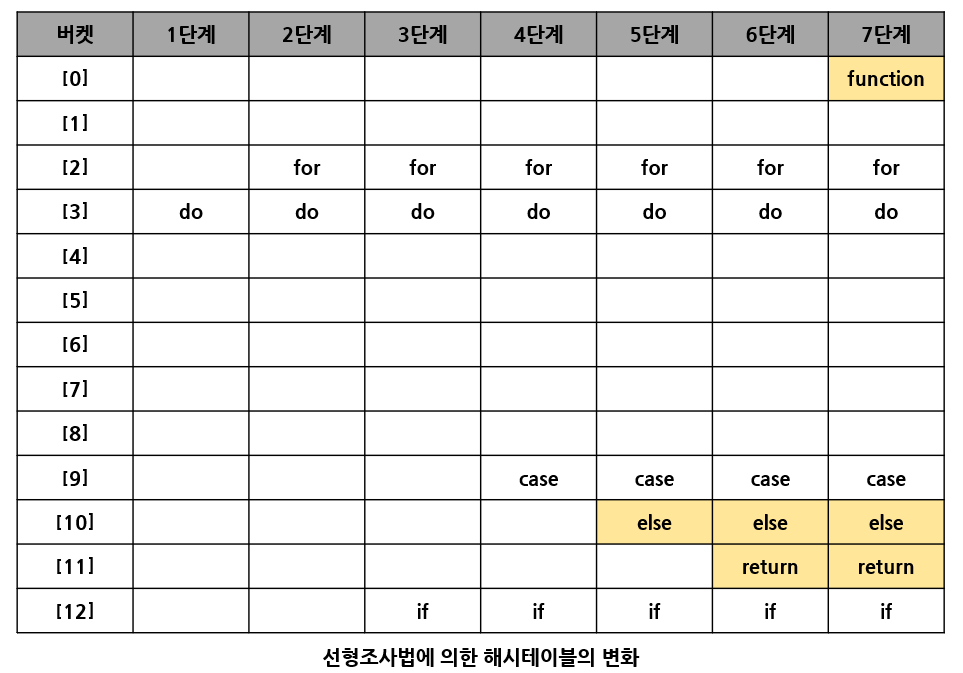 버켓 1단계 2단계 3단계 4단계 5단계 6단계 7단계
[0] function
[1]
[2] for for for for for for
[3] do do do do do do do
[4]
[5]
[6]
[7]
[8]
[9] case case case case
[10] else else else
[11] return return
[12] if if if if if
선형조사법에 의한 해시테이블의 변화